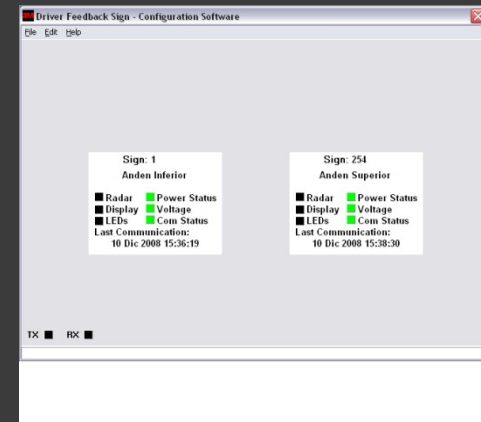 3M Driver Feedback Sign - Configuration Software
File Edit Help
Sign: 1
Anden Inferior
Radar Power Status
Display Voltage
LEDs Com Status
Last Communication:
10 Dic 2008 15:36:19
Sign: 254
Anden Superior
Radar Power Status
Display Voltage
LEDs Com Status
Last Communication:
10 Dic 2008 15:38:30
TX RX